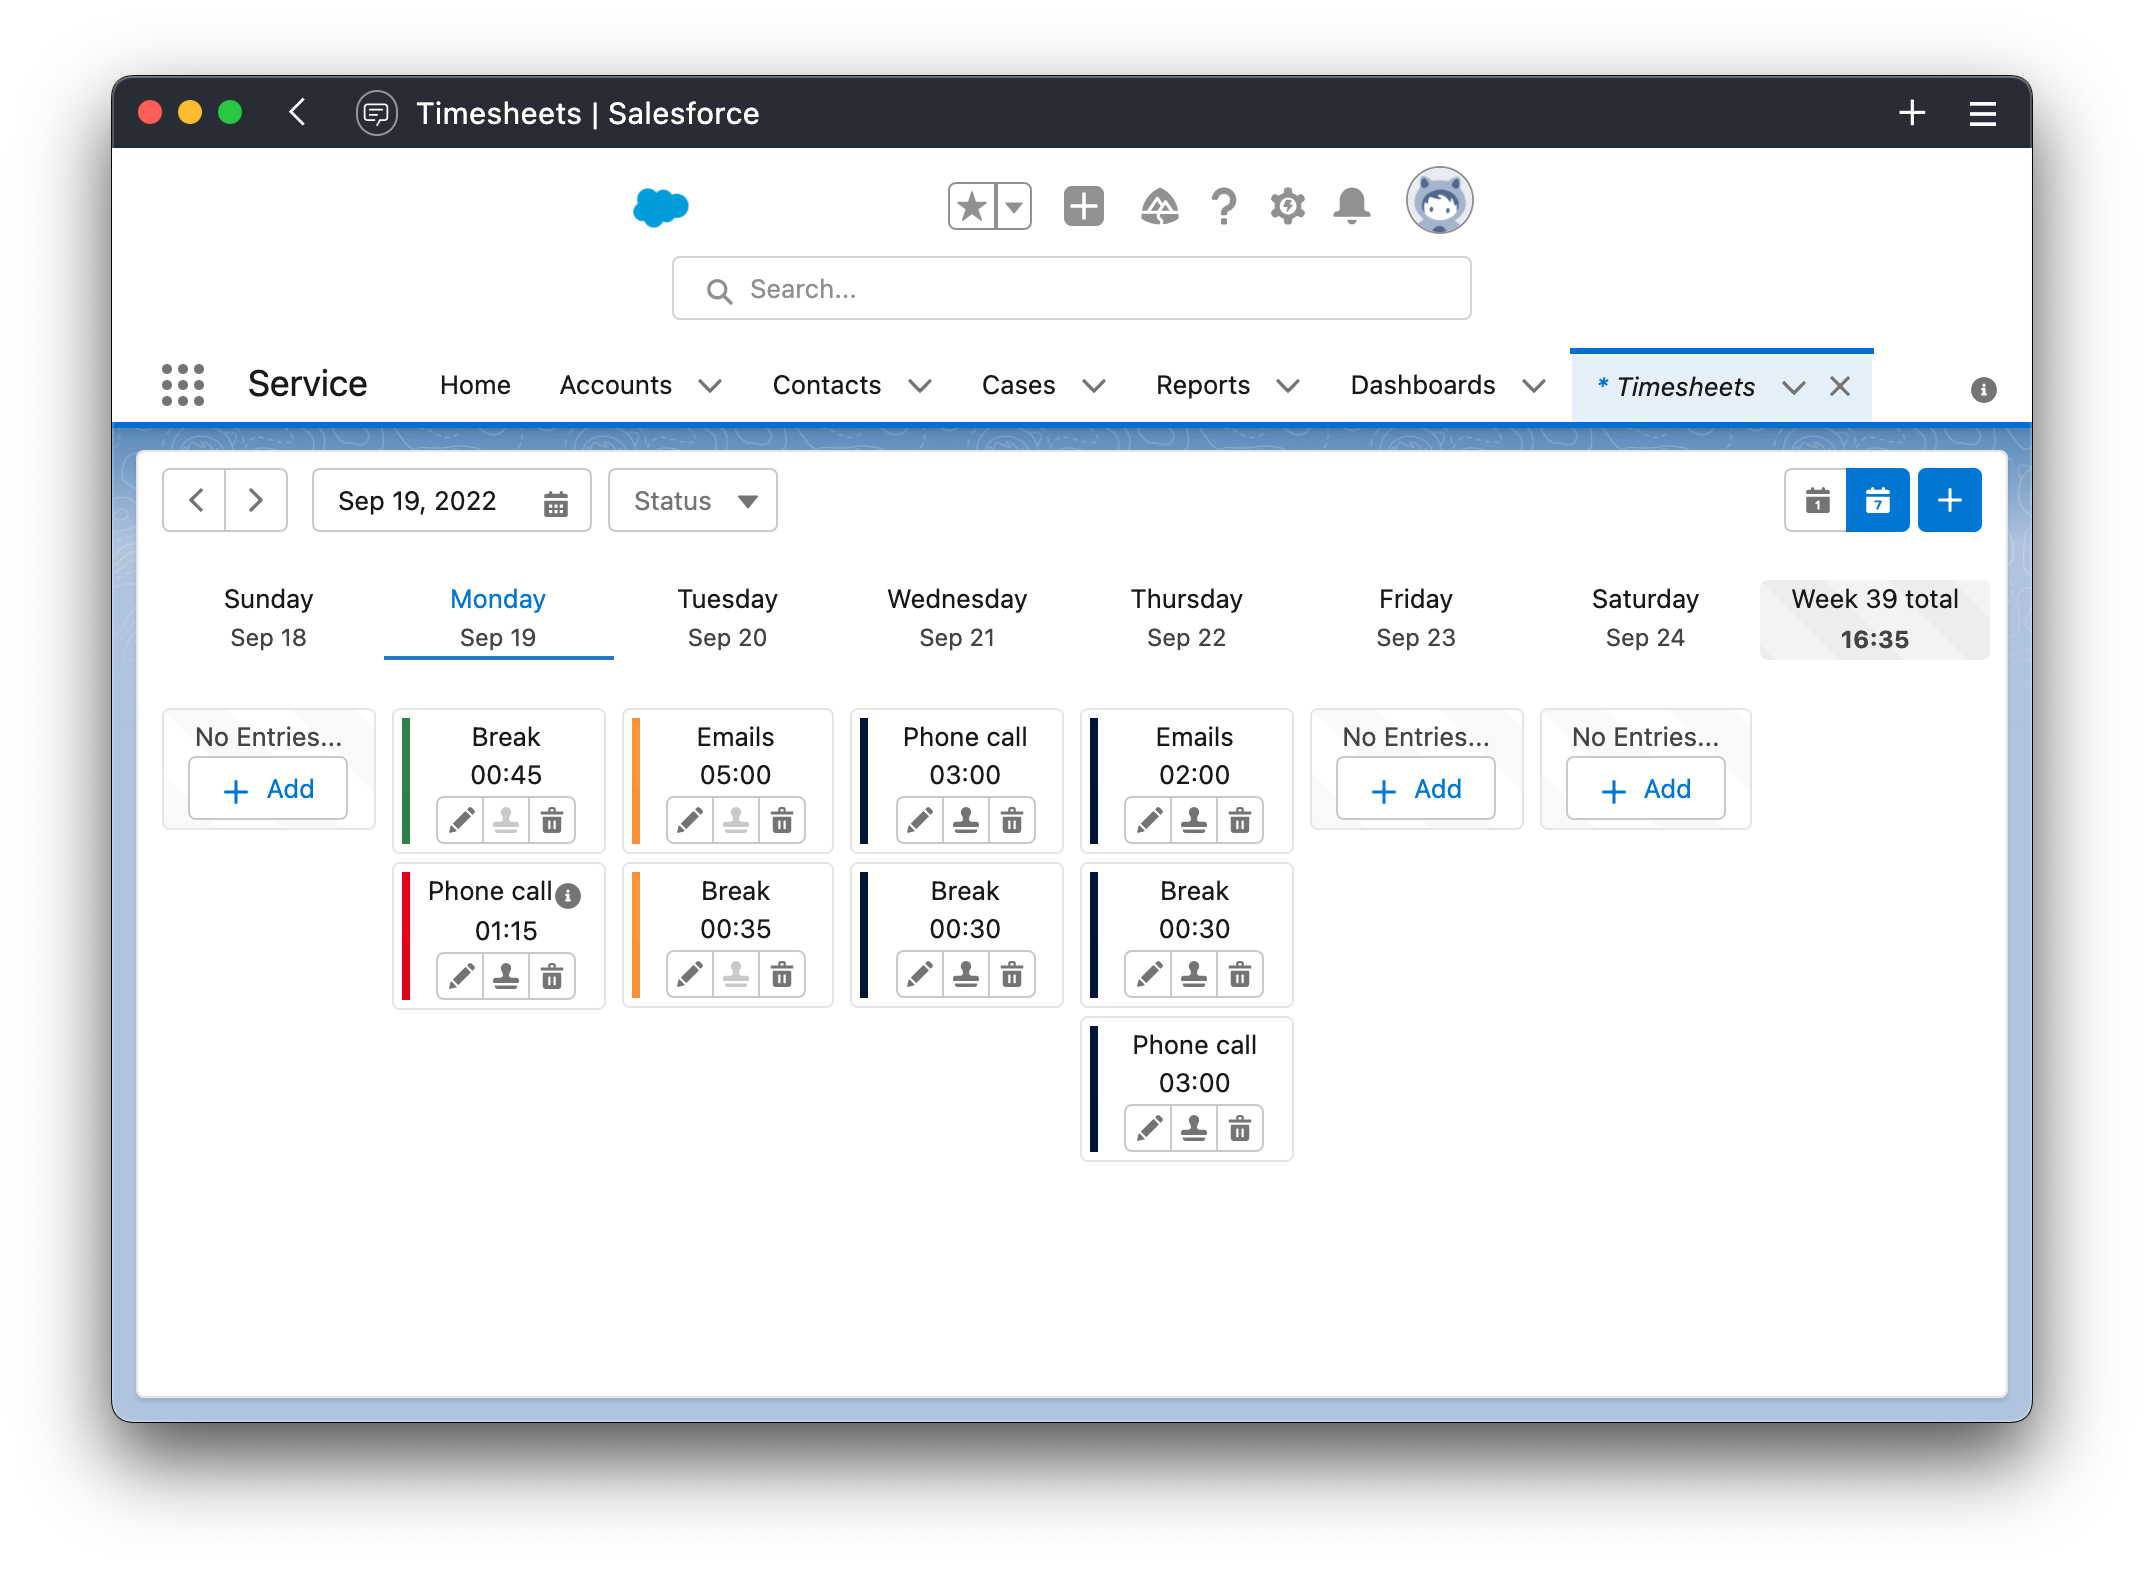 Timesheets | Salesforce
Search...
Service Home Accounts Contacts Cases Reports Dashboards * Timesheets
Sep 19, 2022 Status 1 7
Sunday Monday Tuesday Wednesday Thursday Friday Saturday Week 39 total
Sep 18 Sep 19 Sep 20 Sep 21 Sep 22 Sep 23 Sep 24 16:35
No Entries... Break Emails Phone call Emails No Entries... No Entries...
00:45 05:00 03:00 02:00
Add Add Add
Phone call Break Break Break
01:15 00:35 00:30 00:30
Phone call
03:00